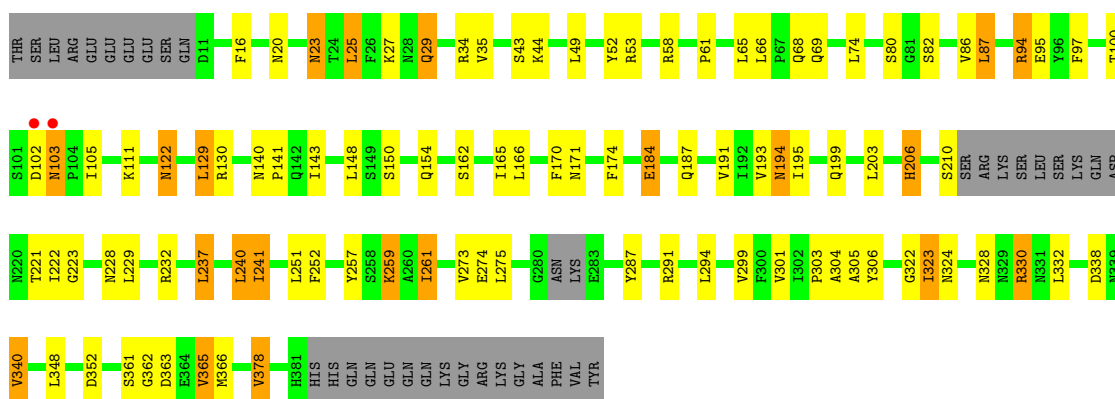 THR SER LEU ARG GLU GLU GLU GLU SER GLN D11 F16 N20 N23 T24 L25 F26 K27 N28 Q29 R34 V35 S43 K44 L49 Y52 R53 R58 P61 L65 L66 P67 Q68 Q69 L74 S80 G81 S82 V86 L87 R94 E95 Y96 F97 T100
S101 D102 N103 P104 I105 K111 N122 L129 R130 N140 P141 Q142 I143 L148 S149 S150 Q154 S162 I165 L166 F170 N171 F174 E184 Q187 V191 I192 V193 N194 I195 Q199 L203 H206 S210 SER ARG LYS SER LEU SER LYS GLN ASP
N220 T221 I222 G223 N228 L229 R232 L237 L240 I241 L251 F252 Y257 S258 K259 A260 I261 V273 E274 L275 G280 ASN LYS E283 Y287 R291 L294 V299 F300 V301 I302 P303 A304 A305 Y306 G322 I323 N324 N328 N329 R330 N331 L332 D338 N339
V340 L348 D352 S361 G362 D363 E364 V365 M366 V378 H381 HIS HIS GLN GLN GLU GLN GLN LYS GLY ARG LYS GLY ALA PHE VAL TYR